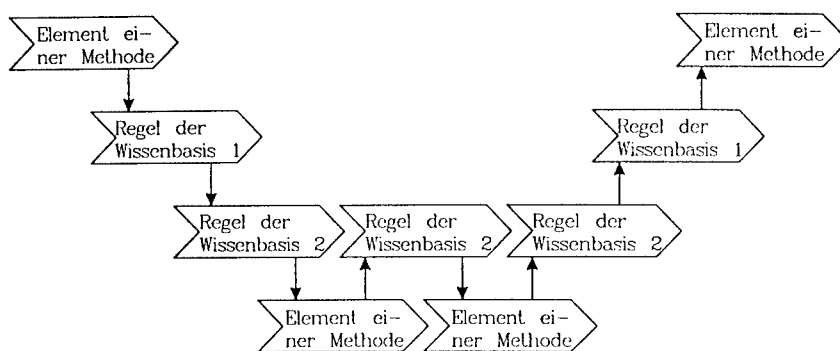 Element ei-
ner Methode
Element ei-
ner Methode
Regel der
Wissenbasis 1
Regel der
Wissenbasis 1
Regel der
Wissenbasis 2
Regel der
Wissenbasis 2
Regel der
Wissenbasis 2
Element ei-
ner Methode
Element ei-
ner Methode